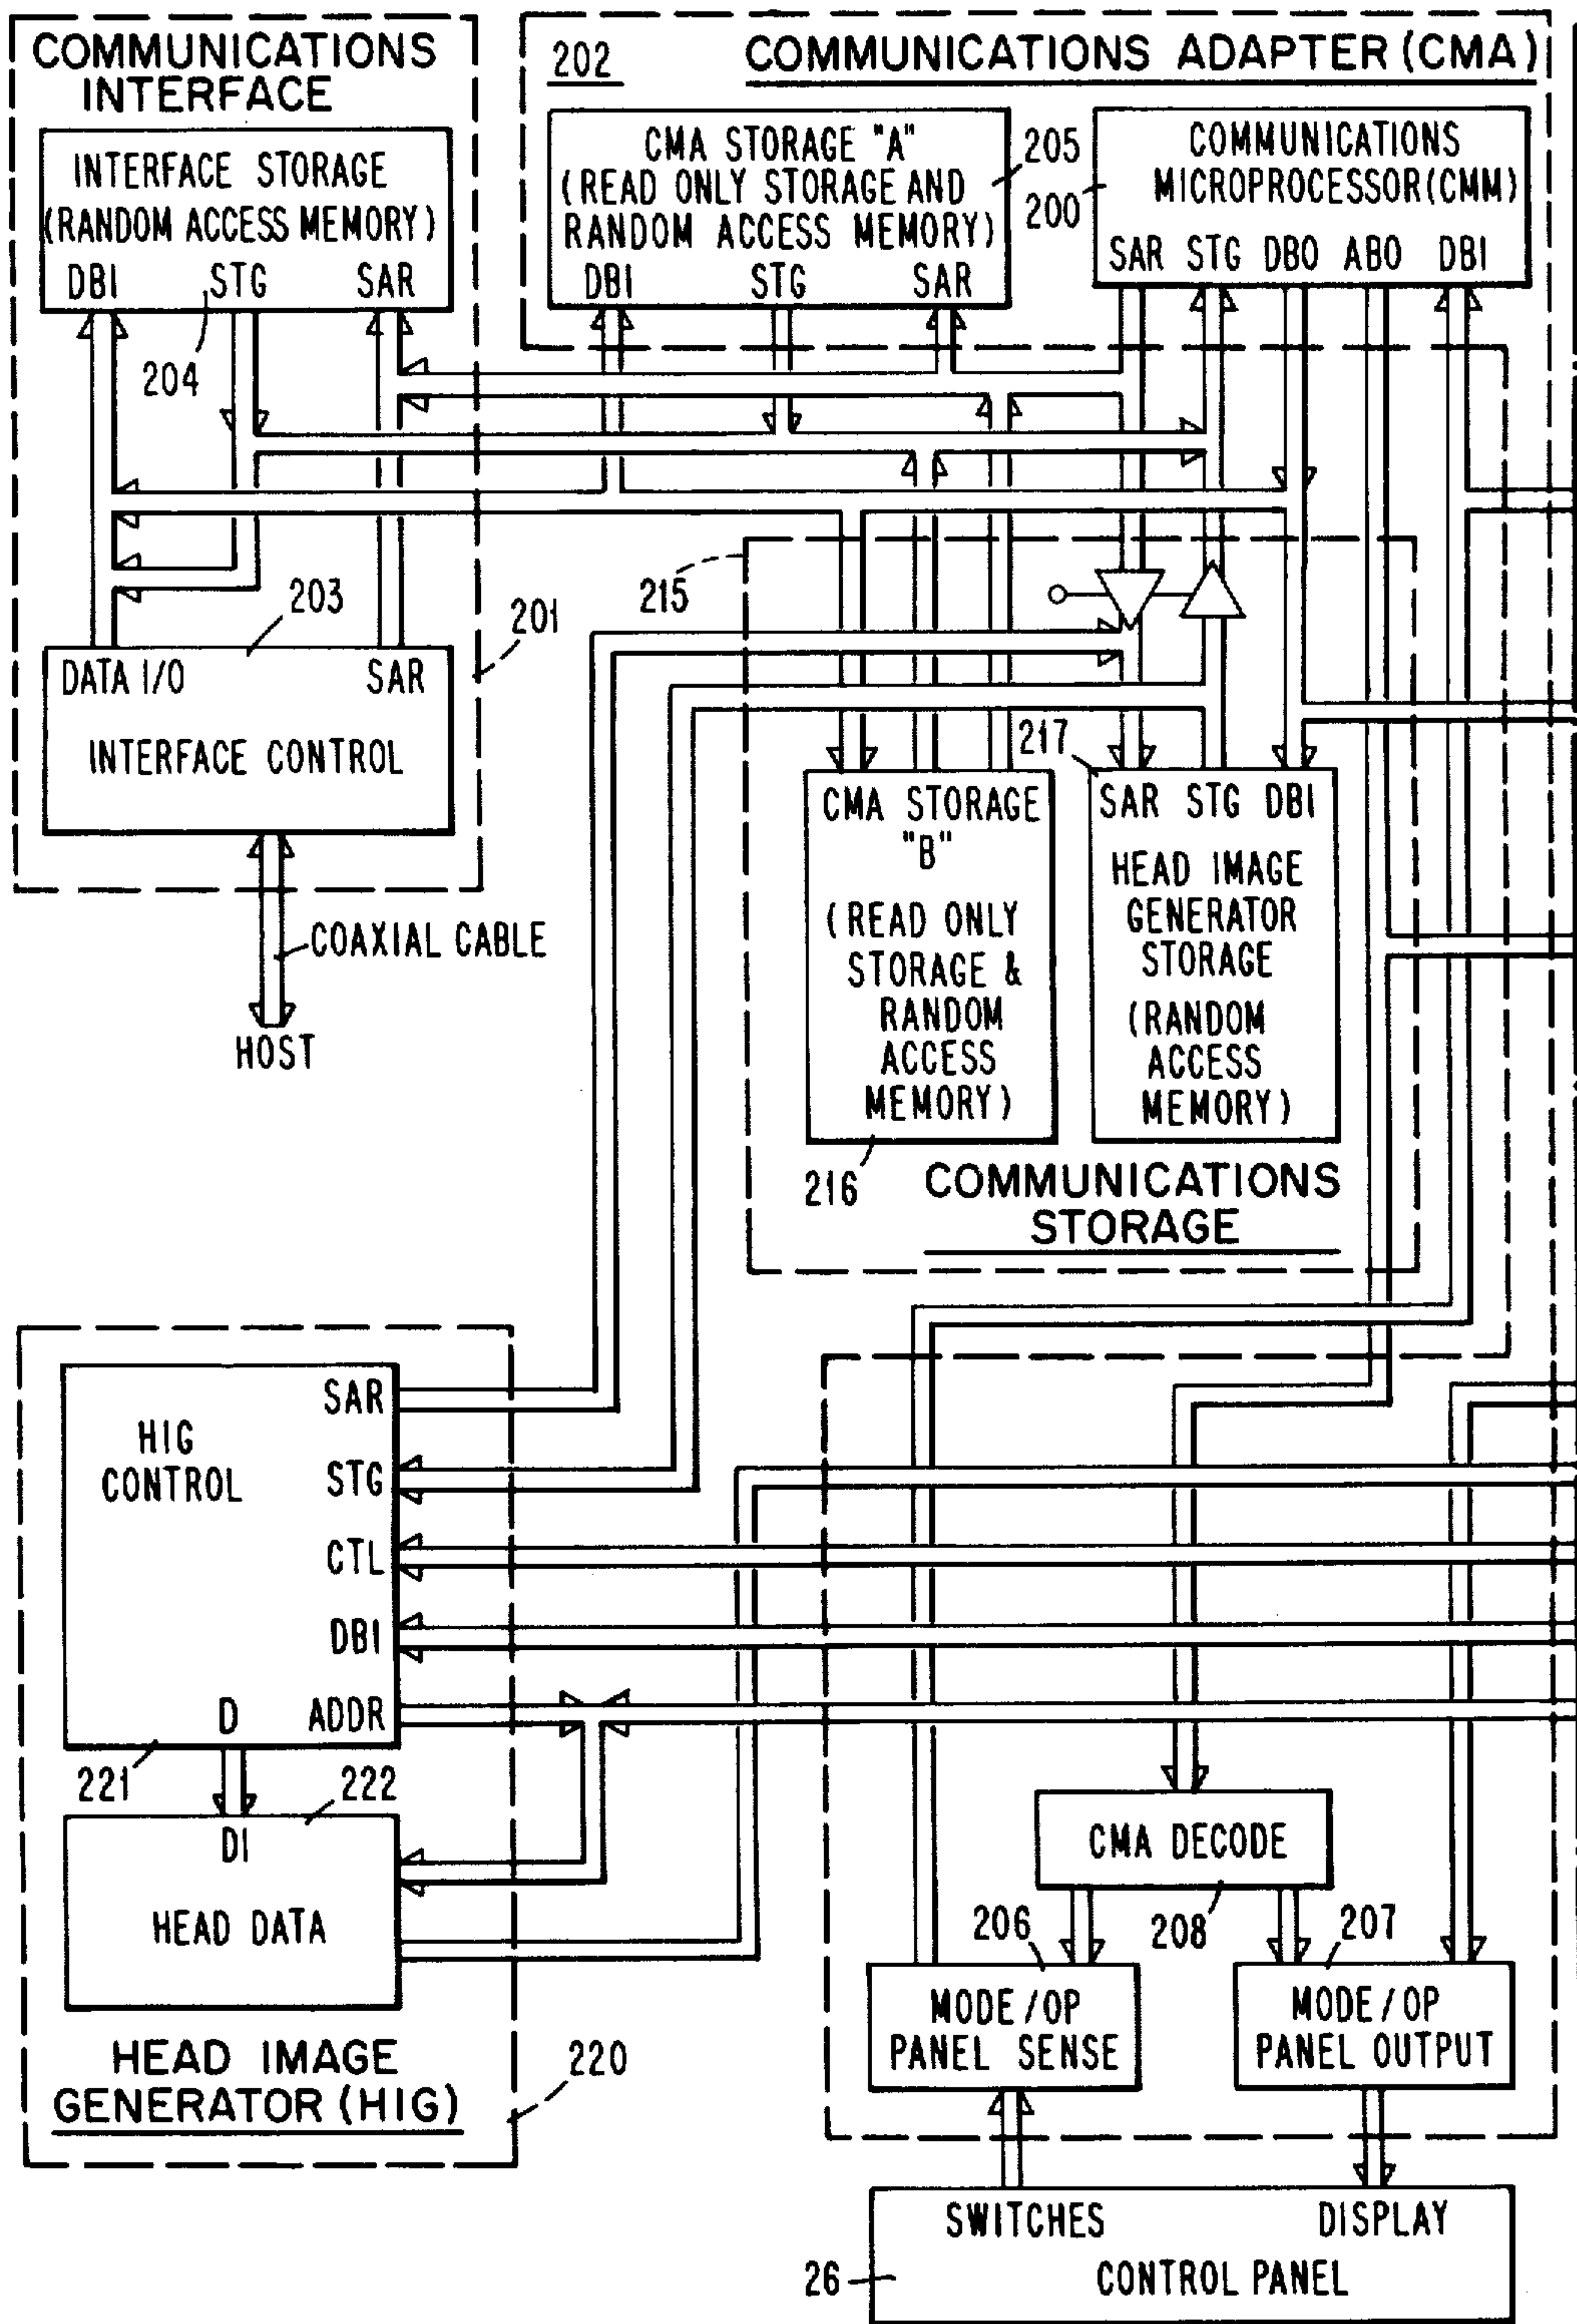 COMMUNICATIONS
INTERFACE
INTERFACE STORAGE
(RANDOM ACCESS MEMORY)
DBI STG SAR
204
203
201
DATA I/O SAR
INTERFACE CONTROL
COAXIAL CABLE
HOST
202 COMMUNICATIONS ADAPTER (CMA)
CMA STORAGE "A"
(READ ONLY STORAGE AND
RANDOM ACCESS MEMORY)
DBI STG SAR
205
200
COMMUNICATIONS
MICROPROCESSOR (CMM)
SAR STG DBO ABO DBI
215
217
CMA STORAGE
"B"
(READ ONLY
STORAGE &
RANDOM
ACCESS
MEMORY)
216
SAR STG DBI
HEAD IMAGE
GENERATOR
STORAGE
(RANDOM
ACCESS
MEMORY)
COMMUNICATIONS
STORAGE
HIG
CONTROL
SAR
STG
CTL
DBI
D ADDR
221
222
DI
HEAD DATA
HEAD IMAGE
GENERATOR (HIG)
220
CMA DECODE
206
208
207
MODE/OP
PANEL SENSE
MODE/OP
PANEL OUTPUT
SWITCHES DISPLAY
26
CONTROL PANEL